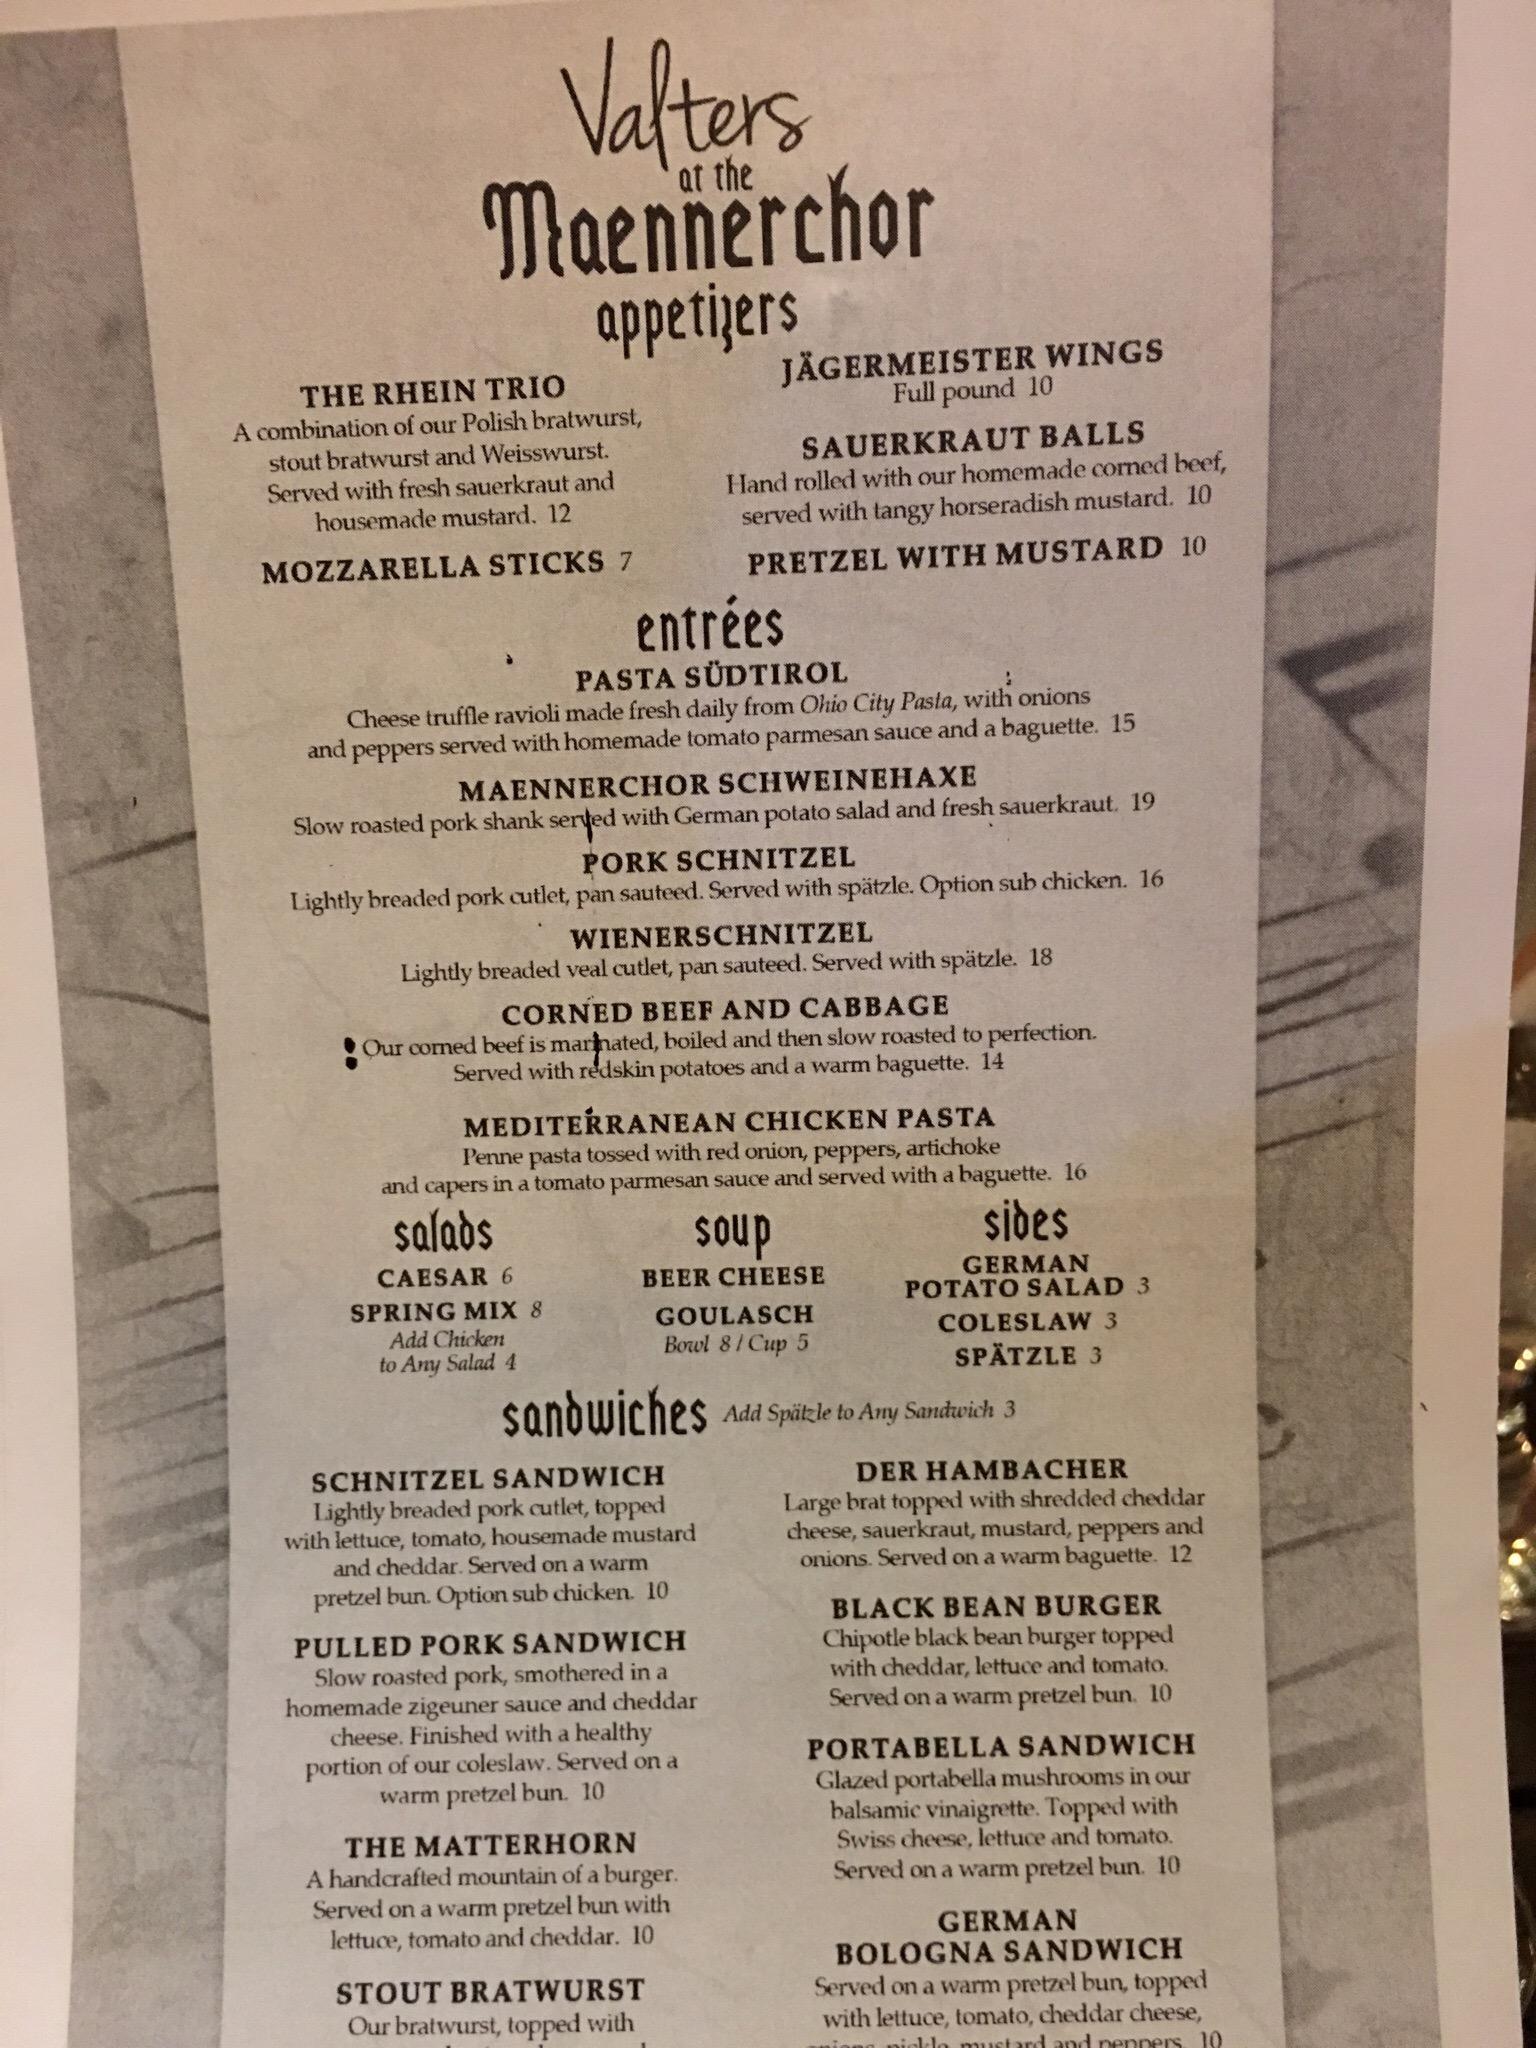 Valters
at the
Maennerchor
appetizers
THE RHEIN TRIO
A combination of our Polish bratwurst,
stout bratwurst and Weisswurst.
Served with fresh sauerkraut and
housemade mustard. 12
MOZZARELLA STICKS 7
JÄGERMEISTER WINGS
Full pound 10
SAUERKRAUT BALLS
Hand rolled with our homemade corned beef,
served with tangy horseradish mustard. 10
PRETZEL WITH MUSTARD 10
entrées
PASTA SÜDTIROL
Cheese truffle ravioli made fresh daily from Ohio City Pasta, with onions
and peppers served with homemade tomato parmesan sauce and a baguette. 15
MAENNERCHOR SCHWEINEHAXE
Slow roasted pork shank served with German potato salad and fresh sauerkraut. 19
PORK SCHNITZEL
Lightly breaded pork cutlet, pan sauteed. Served with spätzle. Option sub chicken. 16
WIENERSCHNITZEL
Lightly breaded veal cutlet, pan sauteed. Served with spätzle. 18
CORNED BEEF AND CABBAGE
Our corned beef is marinated, boiled and then slow roasted to perfection.
Served with redskin potatoes and a warm baguette. 14
MEDITERRANEAN CHICKEN PASTA
Penne pasta tossed with red onion, peppers, artichoke
and capers in a tomato parmesan sauce and served with a baguette. 16
salads
CAESAR 6
SPRING MIX 8
Add Chicken
to Any Salad 4
soup
BEER CHEESE
GOULASCH
Bowl 8 / Cup 5
sides
GERMAN
POTATO SALAD 3
COLESLAW 3
SPÄTZLE 3
sandwiches Add Spätzle to Any Sandwich 3
SCHNITZEL SANDWICH
Lightly breaded pork cutlet, topped
with lettuce, tomato, housemade mustard
and cheddar. Served on a warm
pretzel bun. Option sub chicken. 10
PULLED PORK SANDWICH
Slow roasted pork, smothered in a
homemade zigeuner sauce and cheddar
cheese. Finished with a healthy
portion of our coleslaw. Served on a
warm pretzel bun. 10
THE MATTERHORN
A handcrafted mountain of a burger.
Served on a warm pretzel bun with
lettuce, tomato and cheddar. 10
STOUT BRATWURST
Our bratwurst, topped with
DER HAMBACHER
Large brat topped with shredded cheddar
cheese, sauerkraut, mustard, peppers and
onions. Served on a warm baguette. 12
BLACK BEAN BURGER
Chipotle black bean burger topped
with cheddar, lettuce and tomato.
Served on a warm pretzel bun. 10
PORTABELLA SANDWICH
Glazed portabella mushrooms in our
balsamic vinaigrette. Topped with
Swiss cheese, lettuce and tomato.
Served on a warm pretzel bun. 10
GERMAN
BOLOGNA SANDWICH
Served on a warm pretzel bun, topped
with lettuce, tomato, cheddar cheese,
onions, pickle, mustard and peppers. 10